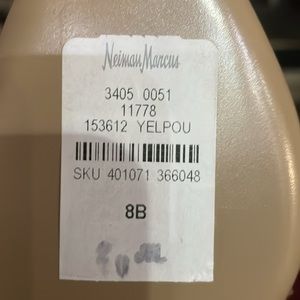 Neiman Marcus
3405 0051
11778
153612 YELPOU
SKU 401071 366048
8B